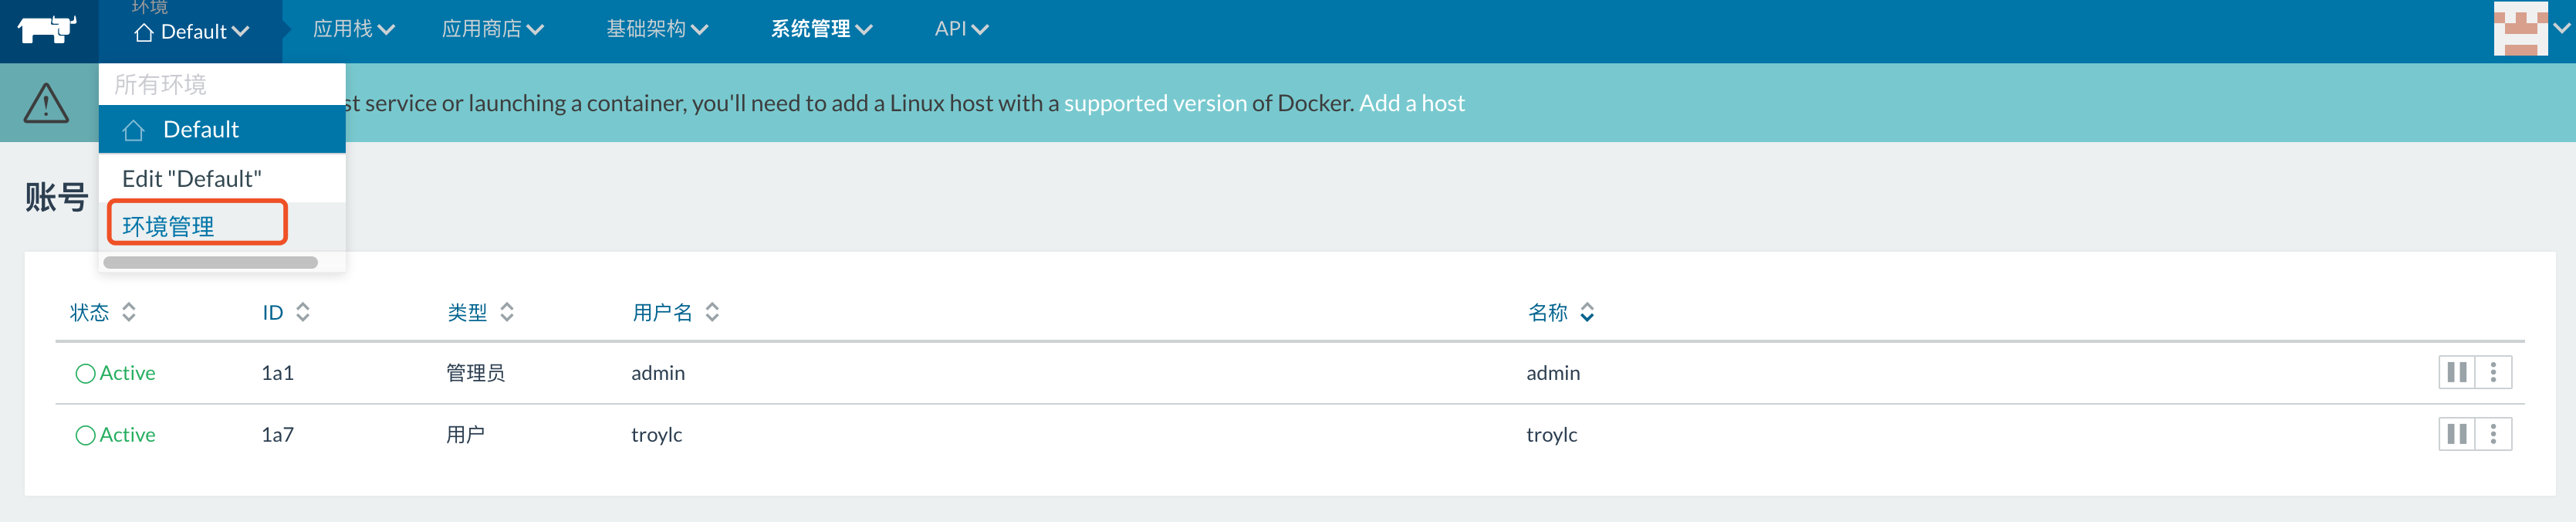 环境
Default
应用栈
应用商店
基础架构
系统管理
API
所有环境
Default
Edit "Default"
环境管理
st service or launching a container, you'll need to add a Linux host with a supported version of Docker. Add a host
账号
状态 ID 类型 用户名 名称
Active 1a1 管理员 admin admin
Active 1a7 用户 troylc troylc